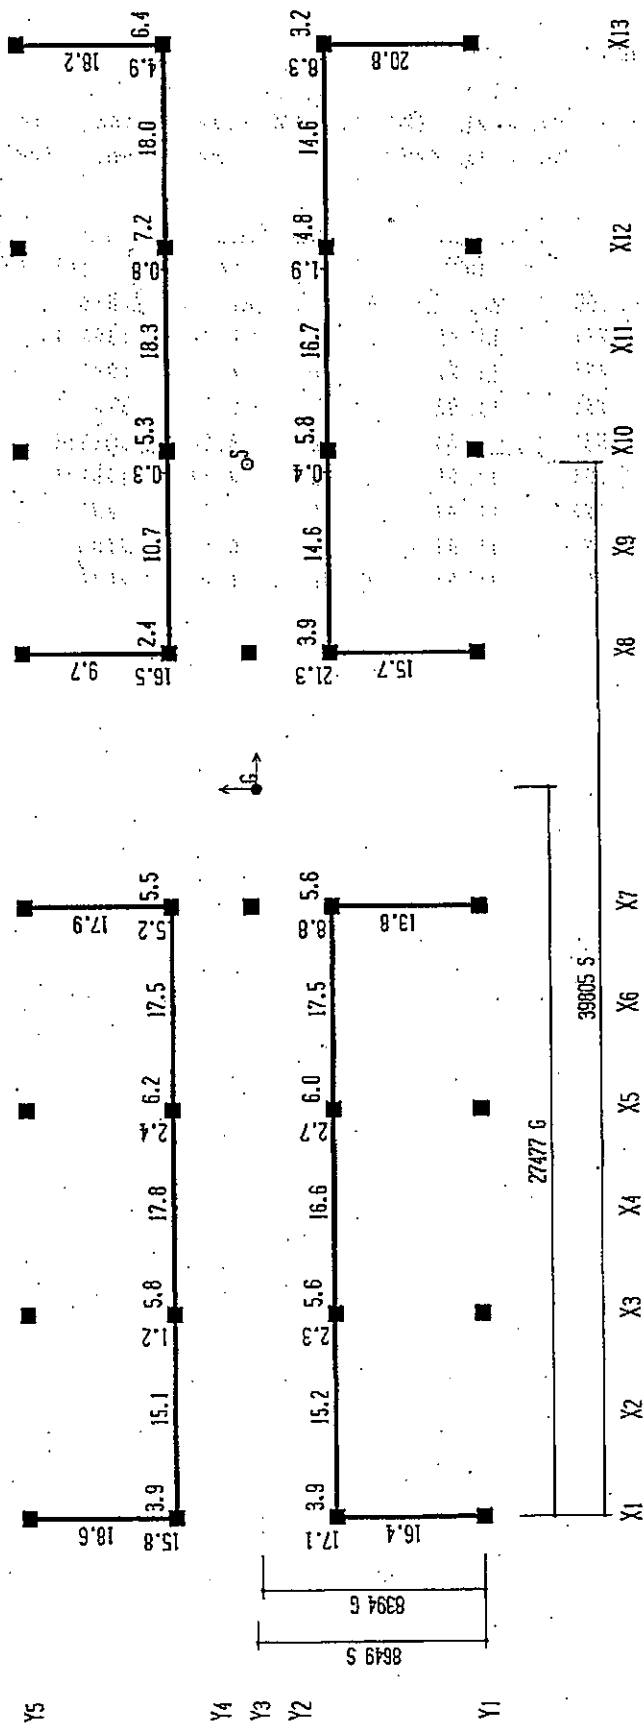 Y5
18.6
17.9
9.7
18.2
3.9 15.1 5.8 17.8 6.2 17.5 5.5 2.4 10.7 5.3 18.3 7.2 18.0 6.4
15.8 1.2 2.4 5.2 16.5 0.3 0.8 4.9
Y4
Y3
Y2
G
S
3.9 15.2 5.6 16.6 6.0 17.5 5.6 3.9 14.6 5.8 16.7 4.8 14.6 3.2
17.1 2.3 2.7 8.8 21.3 0.4 1.9 8.3
8649 S
8394 G
16.4
13.8
15.7
20.8
Y1
27477 G
39805 S
X1 X2 X3 X4 X5 X6 X7 X8 X9 X10 X11 X12 X13